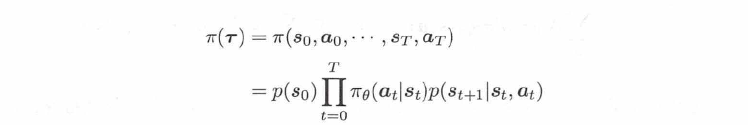 π(τ) = π(s₀, a₀, ⋯ , s_T, a_T)
= p(s₀) ∏_{t=0}^{T} π_θ(a_t|s_t)p(s_{t+1}|s_t, a_t)